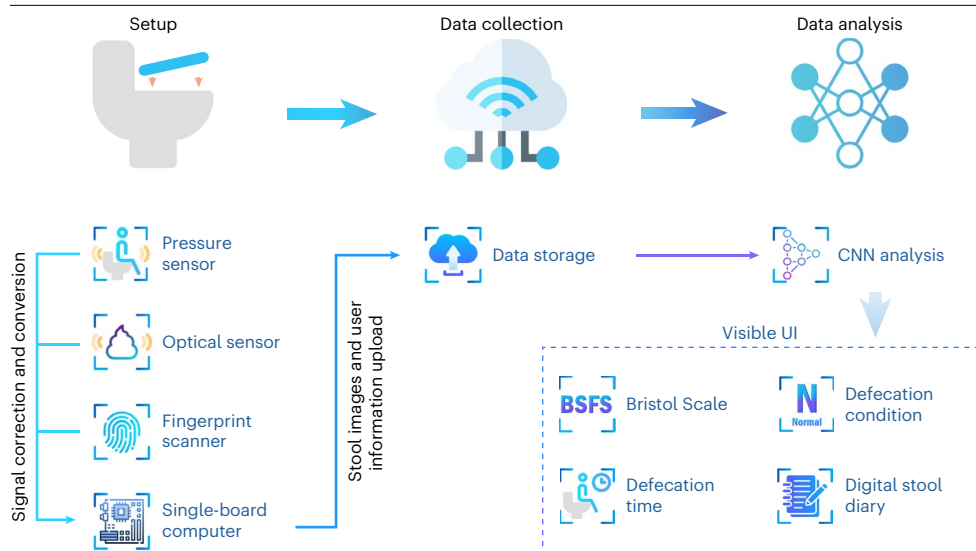 Setup
Data collection
Data analysis
Signal correction and conversion
Pressure
sensor
Optical sensor
Fingerprint
scanner
Single-board
computer
Stool images and user
information upload
Data storage
CNN analysis
Visible UI
BSFS
Bristol Scale
N
Normal
Defecation
condition
Defecation
time
Digital stool
diary